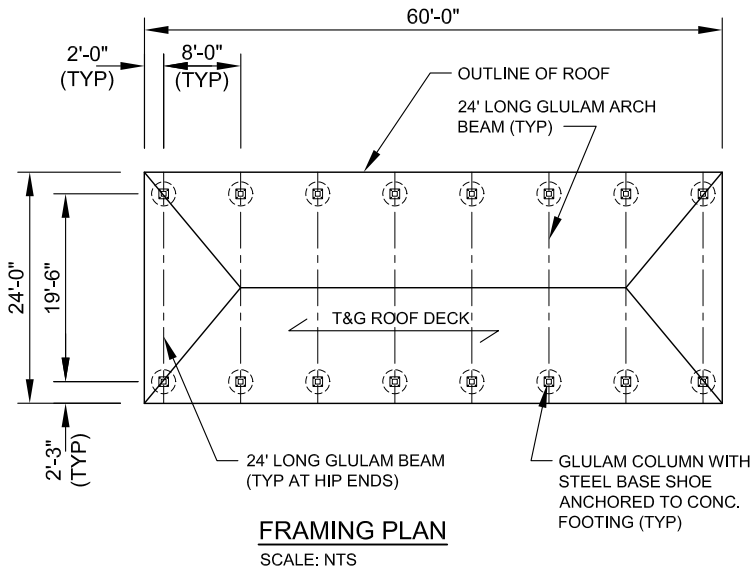 60'-0"
2'-0"
(TYP)
8'-0"
(TYP)
OUTLINE OF ROOF
24' LONG GLULAM ARCH
BEAM (TYP)
24'-0"
19'-6"
T&G ROOF DECK
2'-3"
(TYP)
24' LONG GLULAM BEAM
(TYP AT HIP ENDS)
GLULAM COLUMN WITH
STEEL BASE SHOE
ANCHORED TO CONC.
FOOTING (TYP)
FRAMING PLAN
SCALE: NTS